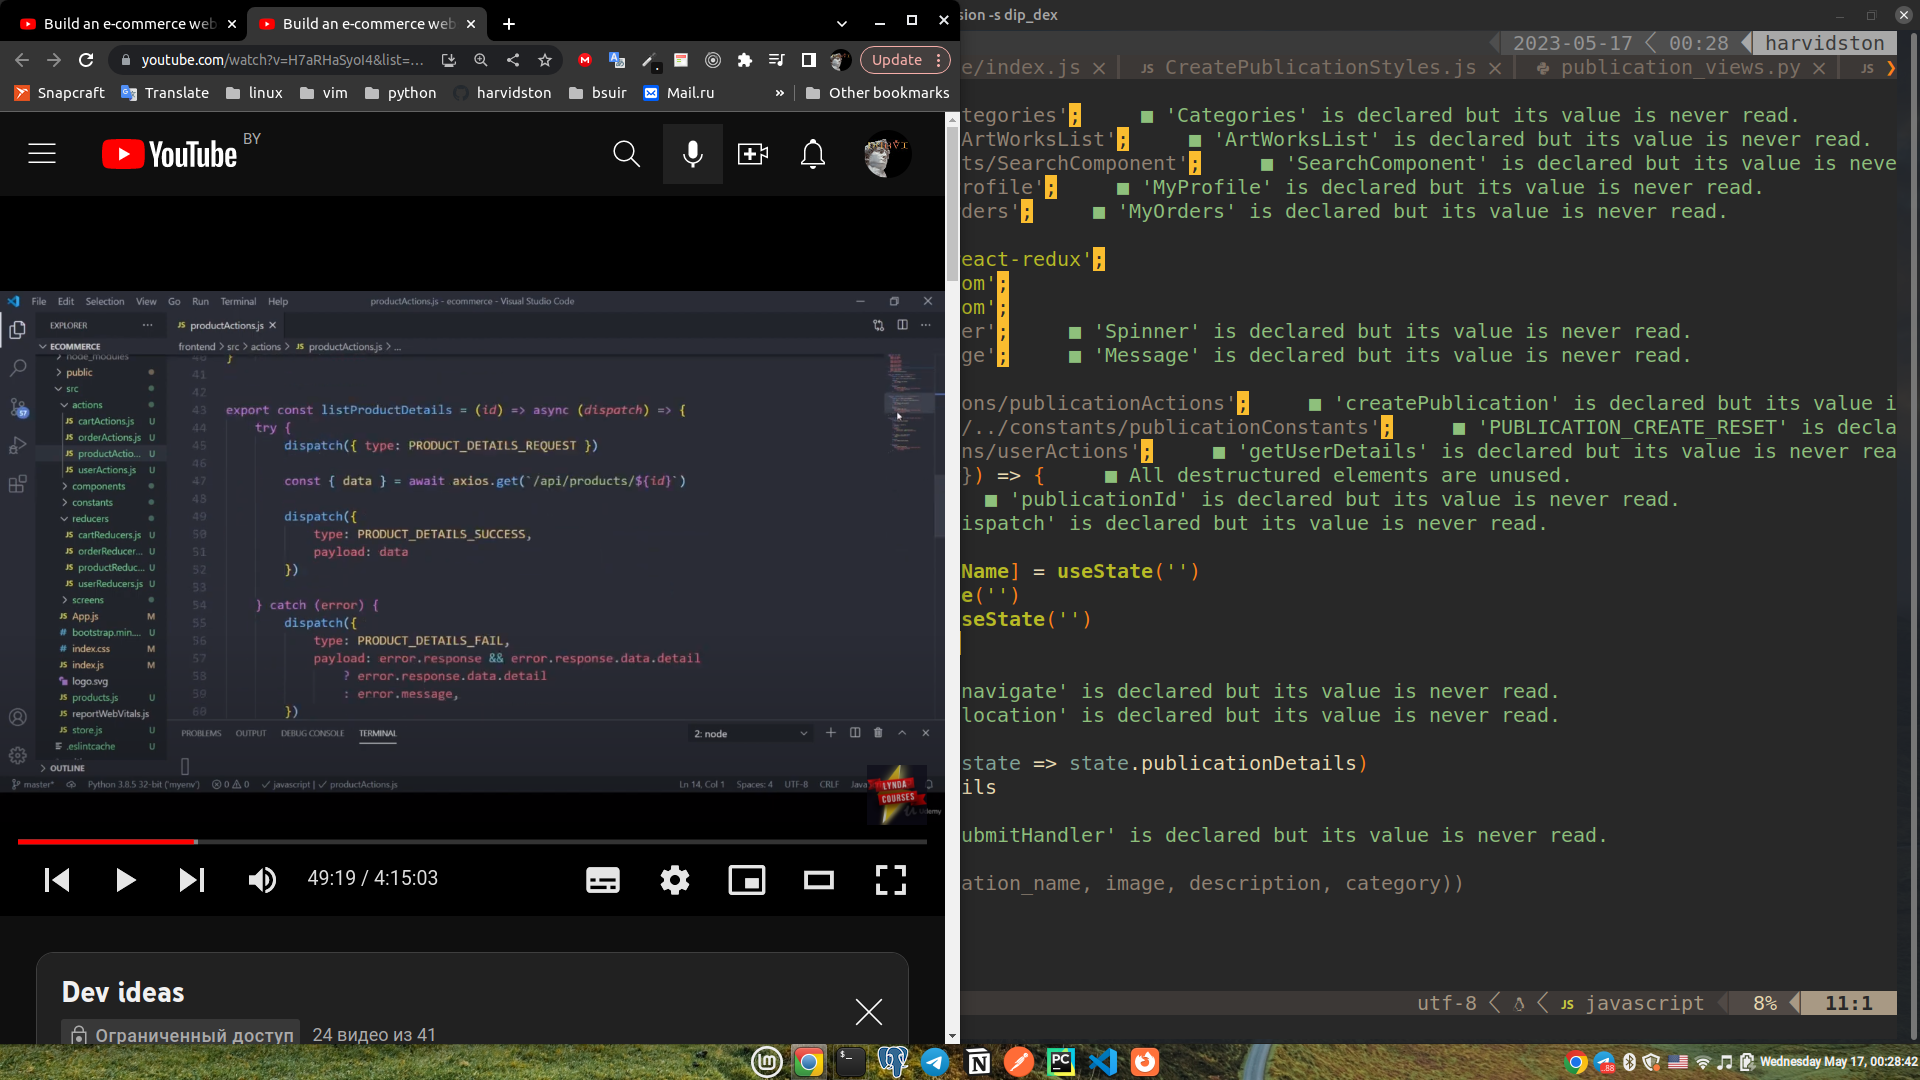 Build an e-commerce web
Build an e-commerce web
youtube.com/watch?v=H7aRHaSyoI4&list=...
Update
Snapcraft
Translate
linux
vim
python
harvidston
bsuir
Mail.ru
»
Other bookmarks
YouTube BY
File Edit Selection View Go Run Terminal Help
productActions.js - ecommerce - Visual Studio Code
EXPLORER
productActions.js
ECOMMERCE
frontend > src > actions > JS productActions.js > ...
node_modules
public
src
actions
JS cartActions.js U
JS orderActions.js U
JS productActio... U
JS userActions.js U
components
constants
reducers
JS cartReducers.js U
JS orderReducer... U
JS productReduc... U
JS userReducers.js U
screens
JS App.js M
# bootstrap.min.... U
# index.css M
JS index.js M
logo.svg
JS products.js U
JS reportWebVitals.js
JS store.js U
.eslintcache U
OUTLINE
40 }
41
42
43 export const listProductDetails = (id) => async (dispatch) => {
44 try {
45 dispatch({ type: PRODUCT_DETAILS_REQUEST })
46
47 const { data } = await axios.get(`/api/products/${id}`)
48
49 dispatch({
50 type: PRODUCT_DETAILS_SUCCESS,
51 payload: data
52 })
53
54 } catch (error) {
55 dispatch({
56 type: PRODUCT_DETAILS_FAIL,
57 payload: error.response && error.response.data.detail
58 ? error.response.data.detail
59 : error.message,
60 })
PROBLEMS OUTPUT DEBUG CONSOLE TERMINAL
2: node
master* Python 3.8.5 32-bit ('myenv') 0 0 javascript | productActions.js
Ln 14, Col 1 Spaces: 4 UTF-8 CRLF
LYNDA COURSES
Udemy
49:19 / 4:15:03
Dev ideas
Ограниченный доступ
24 видео из 41
sion -s dip_dex
2023-05-17 00:28 harvidston
e/index.js
JS CreatePublicationStyles.js
publication_views.py
JS
tegories'; 'Categories' is declared but its value is never read.
ArtWorksList'; 'ArtWorksList' is declared but its value is never read.
ts/SearchComponent'; 'SearchComponent' is declared but its value is neve
rofile'; 'MyProfile' is declared but its value is never read.
ders'; 'MyOrders' is declared but its value is never read.
eact-redux';
om';
om';
er'; 'Spinner' is declared but its value is never read.
ge'; 'Message' is declared but its value is never read.
ons/publicationActions'; 'createPublication' is declared but its value i
/../constants/publicationConstants'; 'PUBLICATION_CREATE_RESET' is decla
ns/userActions'; 'getUserDetails' is declared but its value is never rea
}) => { All destructured elements are unused.
'publicationId' is declared but its value is never read.
ispatch' is declared but its value is never read.
Name] = useState('')
e('')
seState('')
navigate' is declared but its value is never read.
location' is declared but its value is never read.
state => state.publicationDetails)
ils
ubmitHandler' is declared but its value is never read.
ation_name, image, description, category))
utf-8 JS javascript 8% 11:1
Wednesday May 17, 00:28:42